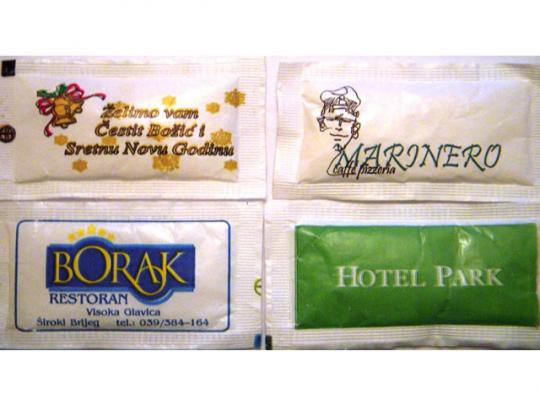 Želimo vam
Čestit Božić i
Sretnu Novu Godinu
MARINERO
caffe pizzeria
BORAK
RESTORAN
Visoka Glavica
Široki Brijeg tel.: 039/384-164
HOTEL PARK